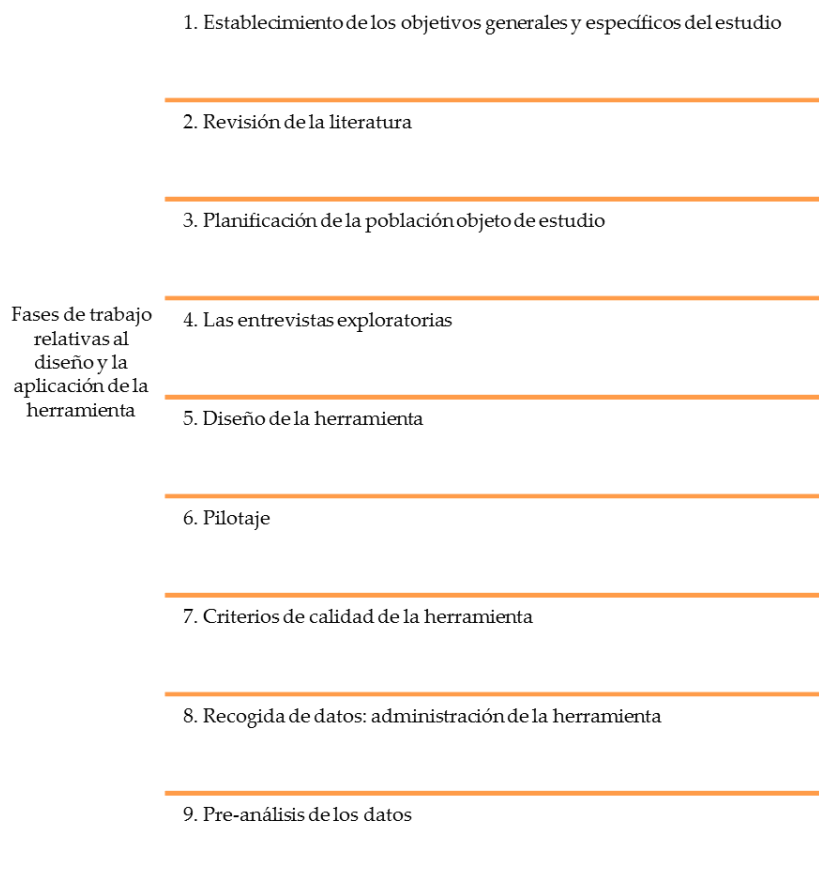 1. Establecimiento de los objetivos generales y específicos del estudio
2. Revisión de la literatura
3. Planificación de la población objeto de estudio
Fases de trabajo
relativas al
diseño y la
aplicación de la
herramienta
4. Las entrevistas exploratorias
5. Diseño de la herramienta
6. Pilotaje
7. Criterios de calidad de la herramienta
8. Recogida de datos: administración de la herramienta
9. Pre-análisis de los datos